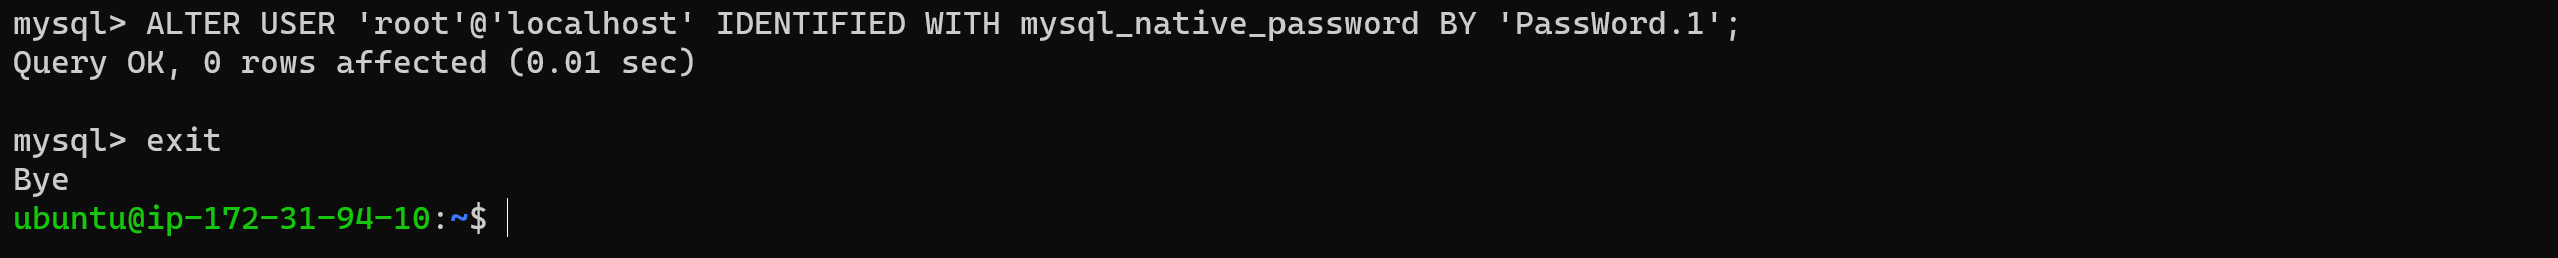 mysql> ALTER USER 'root'@'localhost' IDENTIFIED WITH mysql_native_password BY 'PassWord.1';
Query OK, 0 rows affected (0.01 sec)
mysql> exit
Bye
ubuntu@ip-172-31-94-10:~$